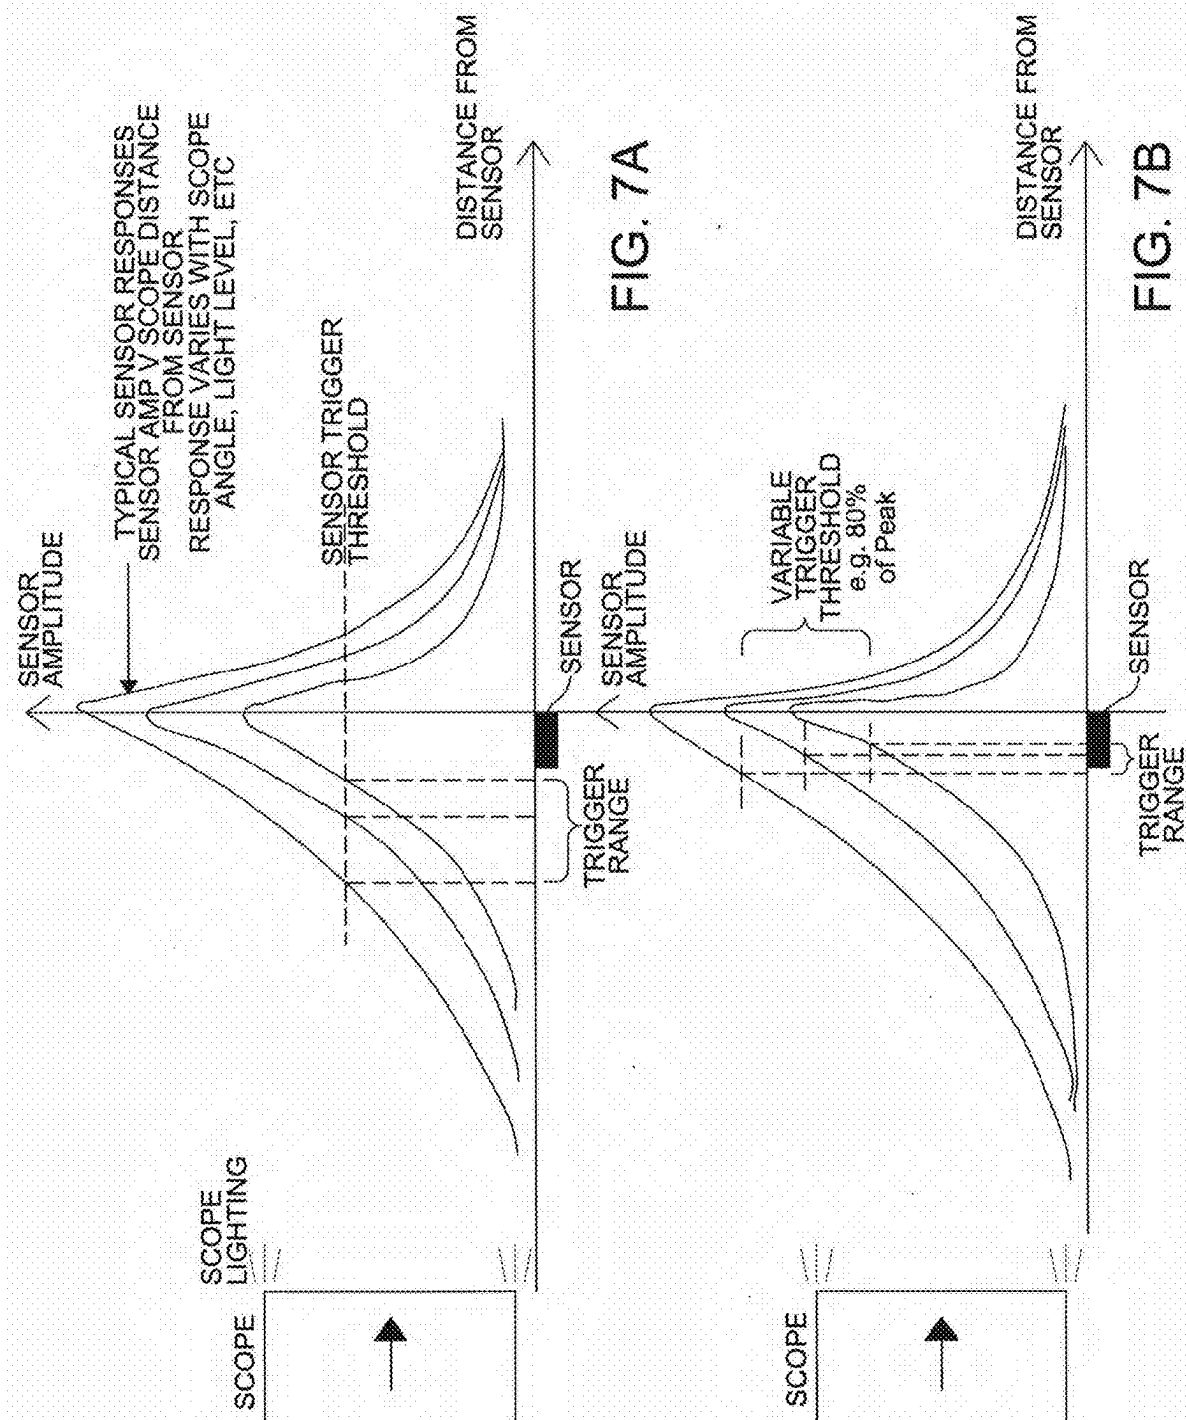 SENSOR
AMPLITUDE
TYPICAL SENSOR RESPONSES
SENSOR AMP V SCOPE DISTANCE
FROM SENSOR
RESPONSE VARIES WITH SCOPE
ANGLE, LIGHT LEVEL, ETC
SENSOR TRIGGER
THRESHOLD
DISTANCE FROM
SENSOR
SCOPE
LIGHTING
SCOPE
TRIGGER
RANGE
SENSOR
FIG. 7A
SENSOR
AMPLITUDE
VARIABLE
TRIGGER
THRESHOLD
e.g. 80%
of Peak
DISTANCE FROM
SENSOR
SCOPE
TRIGGER
RANGE
SENSOR
FIG. 7B